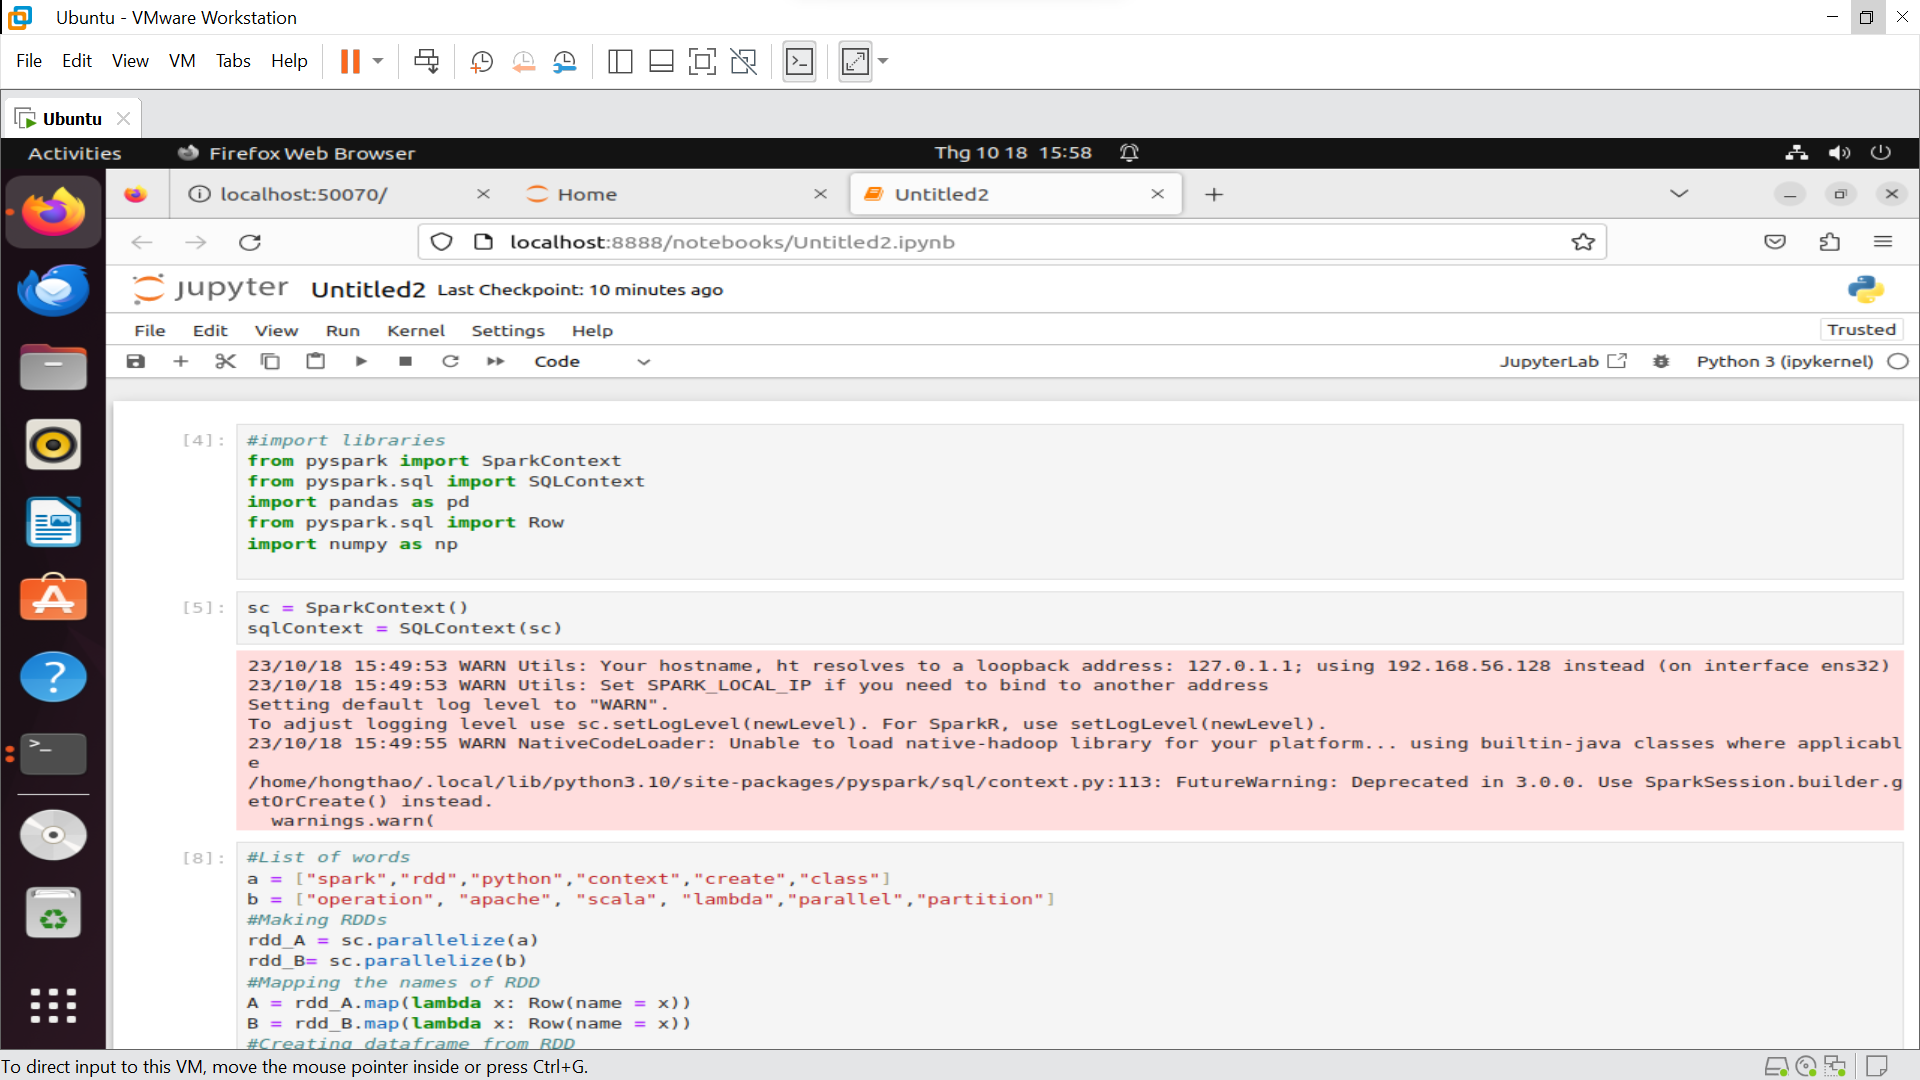 Ubuntu - VMware Workstation
File Edit View VM Tabs Help
Ubuntu
Activities Firefox Web Browser Thg 10 18 15:58
localhost:50070/ Home Untitled2
localhost:8888/notebooks/Untitled2.ipynb
jupyter Untitled2 Last Checkpoint: 10 minutes ago
File Edit View Run Kernel Settings Help Trusted
Code JupyterLab Python 3 (ipykernel)
[4]: #import libraries
from pyspark import SparkContext
from pyspark.sql import SQLContext
import pandas as pd
from pyspark.sql import Row
import numpy as np
[5]: sc = SparkContext()
sqlContext = SQLContext(sc)
23/10/18 15:49:53 WARN Utils: Your hostname, ht resolves to a loopback address: 127.0.1.1; using 192.168.56.128 instead (on interface ens32)
23/10/18 15:49:53 WARN Utils: Set SPARK_LOCAL_IP if you need to bind to another address
Setting default log level to "WARN".
To adjust logging level use sc.setLogLevel(newLevel). For SparkR, use setLogLevel(newLevel).
23/10/18 15:49:55 WARN NativeCodeLoader: Unable to load native-hadoop library for your platform... using builtin-java classes where applicabl
e
/home/hongthao/.local/lib/python3.10/site-packages/pyspark/sql/context.py:113: FutureWarning: Deprecated in 3.0.0. Use SparkSession.builder.g
etOrCreate() instead.
warnings.warn(
[8]: #List of words
a = ["spark","rdd","python","context","create","class"]
b = ["operation", "apache", "scala", "lambda","parallel","partition"]
#Making RDDs
rdd_A = sc.parallelize(a)
rdd_B= sc.parallelize(b)
#Mapping the names of RDD
A = rdd_A.map(lambda x: Row(name = x))
B = rdd_B.map(lambda x: Row(name = x))
#Creating dataframe from RDD
To direct input to this VM, move the mouse pointer inside or press Ctrl+G.